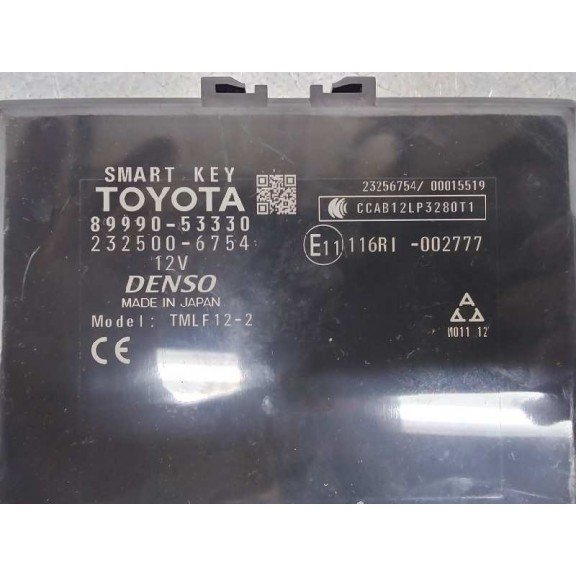 SMART KEY
TOYOTA
89990-53330
232500-6754
12V
DENSO
MADE IN JAPAN
Model: TMLF12-2
CE
23256754/ 00015519
CCAB12LP3280T1
E11 116RI -002777
M011 12